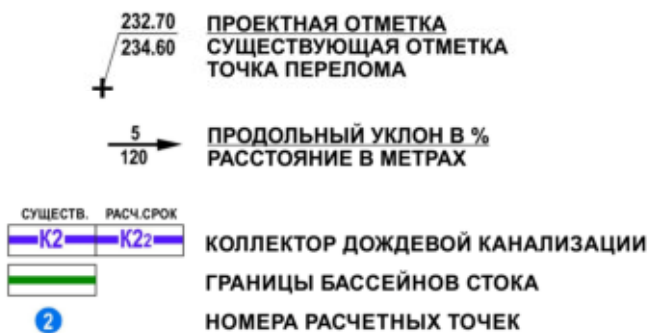 232.70 ПРОЕКТНАЯ ОТМЕТКА
234.60 СУЩЕСТВУЮЩАЯ ОТМЕТКА
ТОЧКА ПЕРЕЛОМА
5 ПРОДОЛЬНЫЙ УКЛОН В %
120 РАССТОЯНИЕ В МЕТРАХ
СУЩЕСТВ. РАСЧ.СРОК
К2 К22 КОЛЛЕКТОР ДОЖДЕВОЙ КАНАЛИЗАЦИИ
ГРАНИЦЫ БАССЕЙНОВ СТОКА
2 НОМЕРА РАСЧЕТНЫХ ТОЧЕК